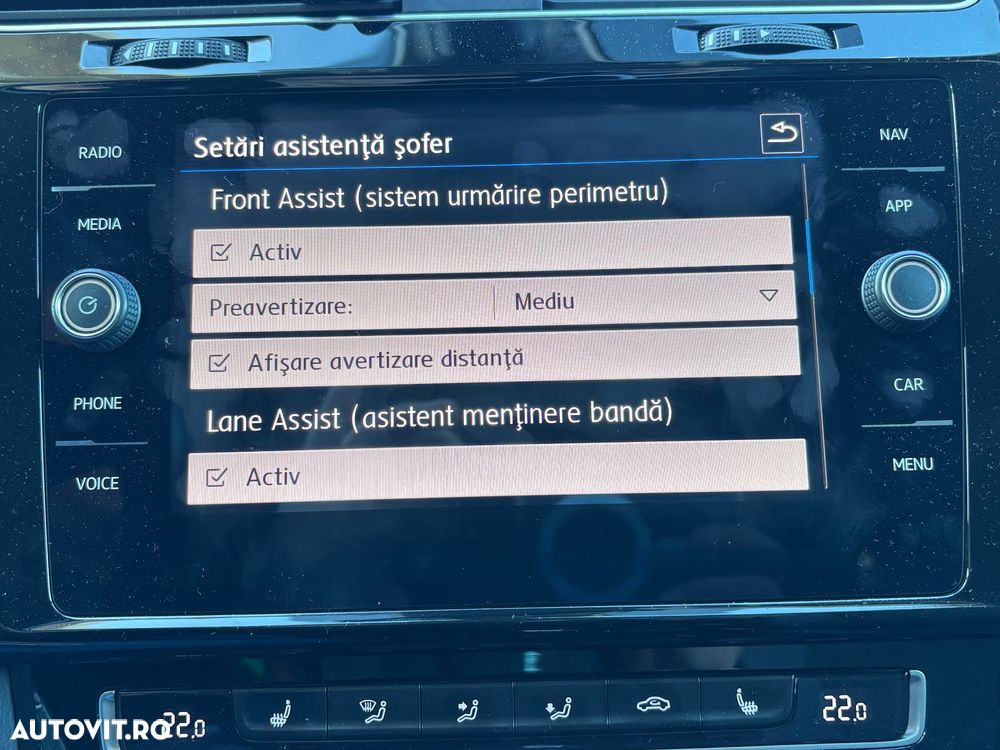 RADIO
MEDIA
PHONE
VOICE
Setări asistenţă şofer
Front Assist (sistem urmărire perimetru)
Activ
Preavertizare: Mediu
Afişare avertizare distanţă
Lane Assist (asistent menţinere bandă)
Activ
NAV
APP
CAR
MENU
22.0
22.0
AUTOVIT.RO